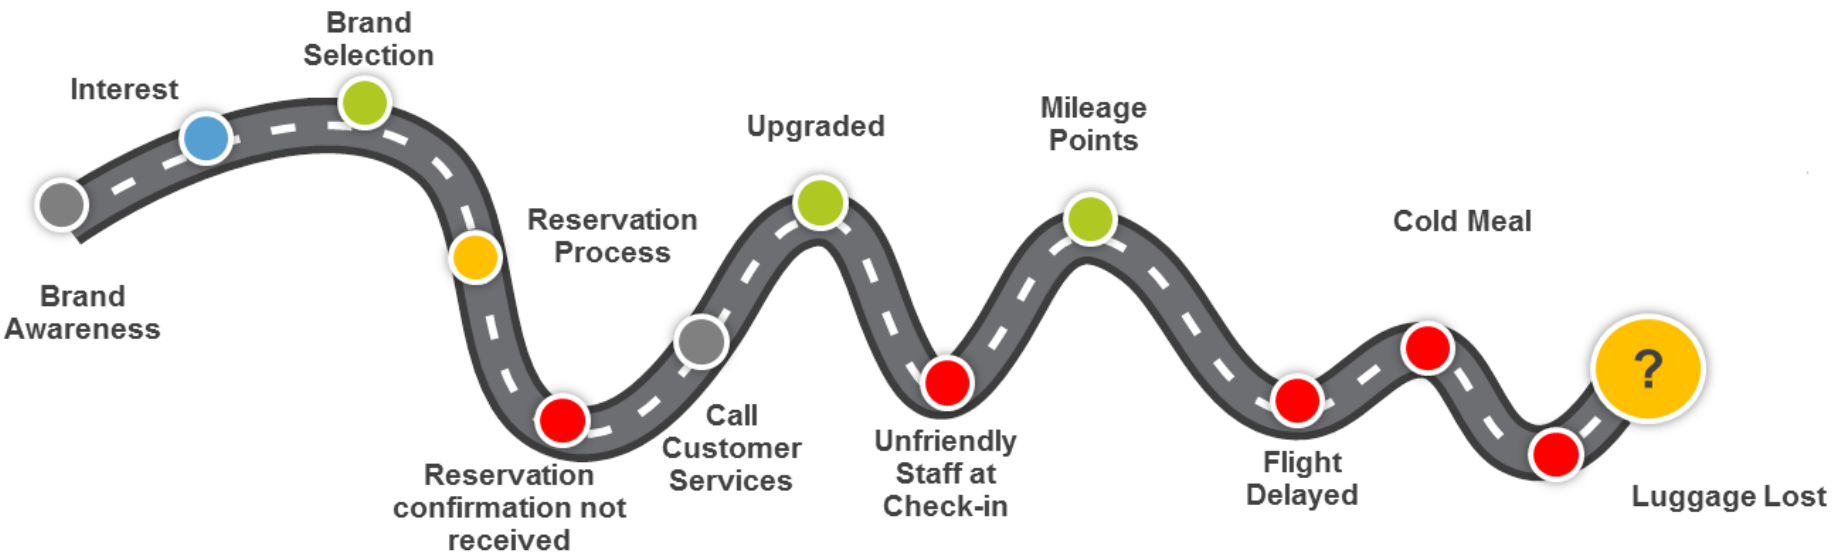 Brand
Awareness
Interest
Brand
Selection
Reservation
Process
Reservation
confirmation not
received
Call
Customer
Services
Upgraded
Unfriendly
Staff at
Check-in
Mileage
Points
Flight
Delayed
Cold Meal
Luggage Lost
?